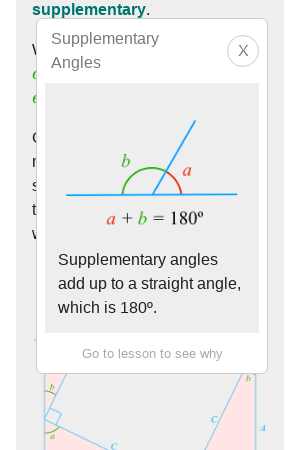 supplementary.
Supplementary
Angles
X
b
a
a + b = 180º
Supplementary angles
add up to a straight angle,
which is 180º.
Go to lesson to see why
b
a
C
b
C
A